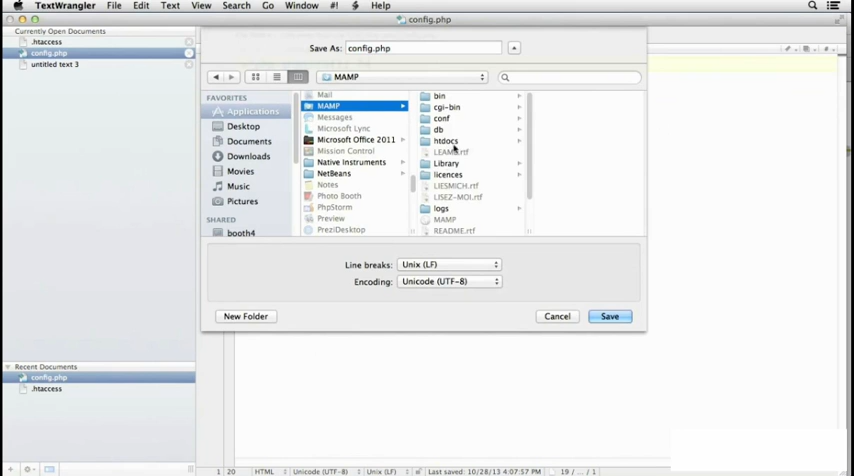 TextWrangler File Edit Text View Search Go Window #! Help
config.php
Currently Open Documents
.htaccess
config.php
untitled text 3
Save As: config.php
MAMP
FAVORITES
Applications
Desktop
Documents
Downloads
Movies
Music
Pictures
SHARED
booth4
Mail
MAMP
Messages
Microsoft Lync
Microsoft Office 2011
Mission Control
Native Instruments
NetBeans
Notes
Photo Booth
PhpStorm
Preview
PreziDesktop
bin
cgi-bin
conf
db
htdocs
LEAME.rtf
Library
licences
LIESMICH.rtf
LISEZ-MOI.rtf
logs
MAMP
README.rtf
Line breaks: Unix (LF)
Encoding: Unicode (UTF-8)
New Folder Cancel Save
Recent Documents
config.php
.htaccess
1 20 HTML Unicode (UTF-8) Unix (LF) Last saved: 10/28/13 4:07:57 PM 19 / ... / 1